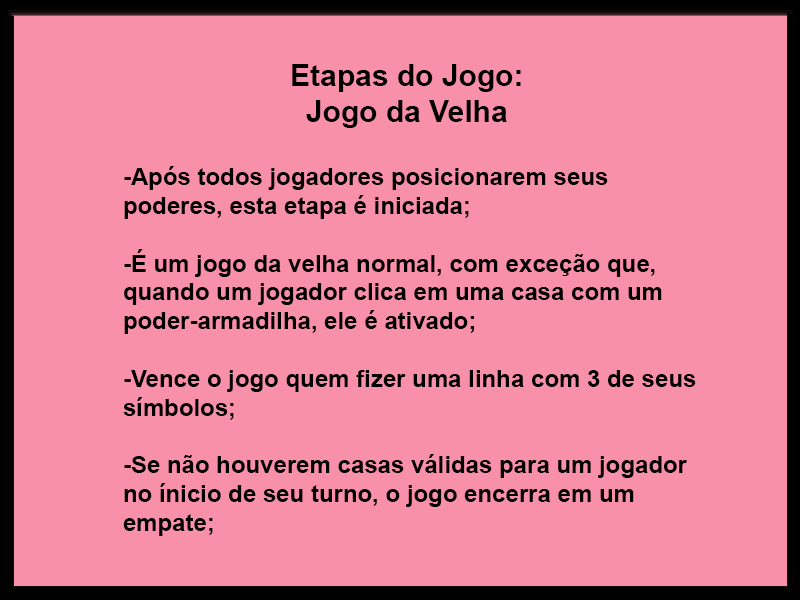 Etapas do Jogo:
Jogo da Velha
-Após todos jogadores posicionarem seus
poderes, esta etapa é iniciada;
-É um jogo da velha normal, com exceção que,
quando um jogador clica em uma casa com um
poder-armadilha, ele é ativado;
-Vence o jogo quem fizer uma linha com 3 de seus
símbolos;
-Se não houverem casas válidas para um jogador
no ínicio de seu turno, o jogo encerra em um
empate;